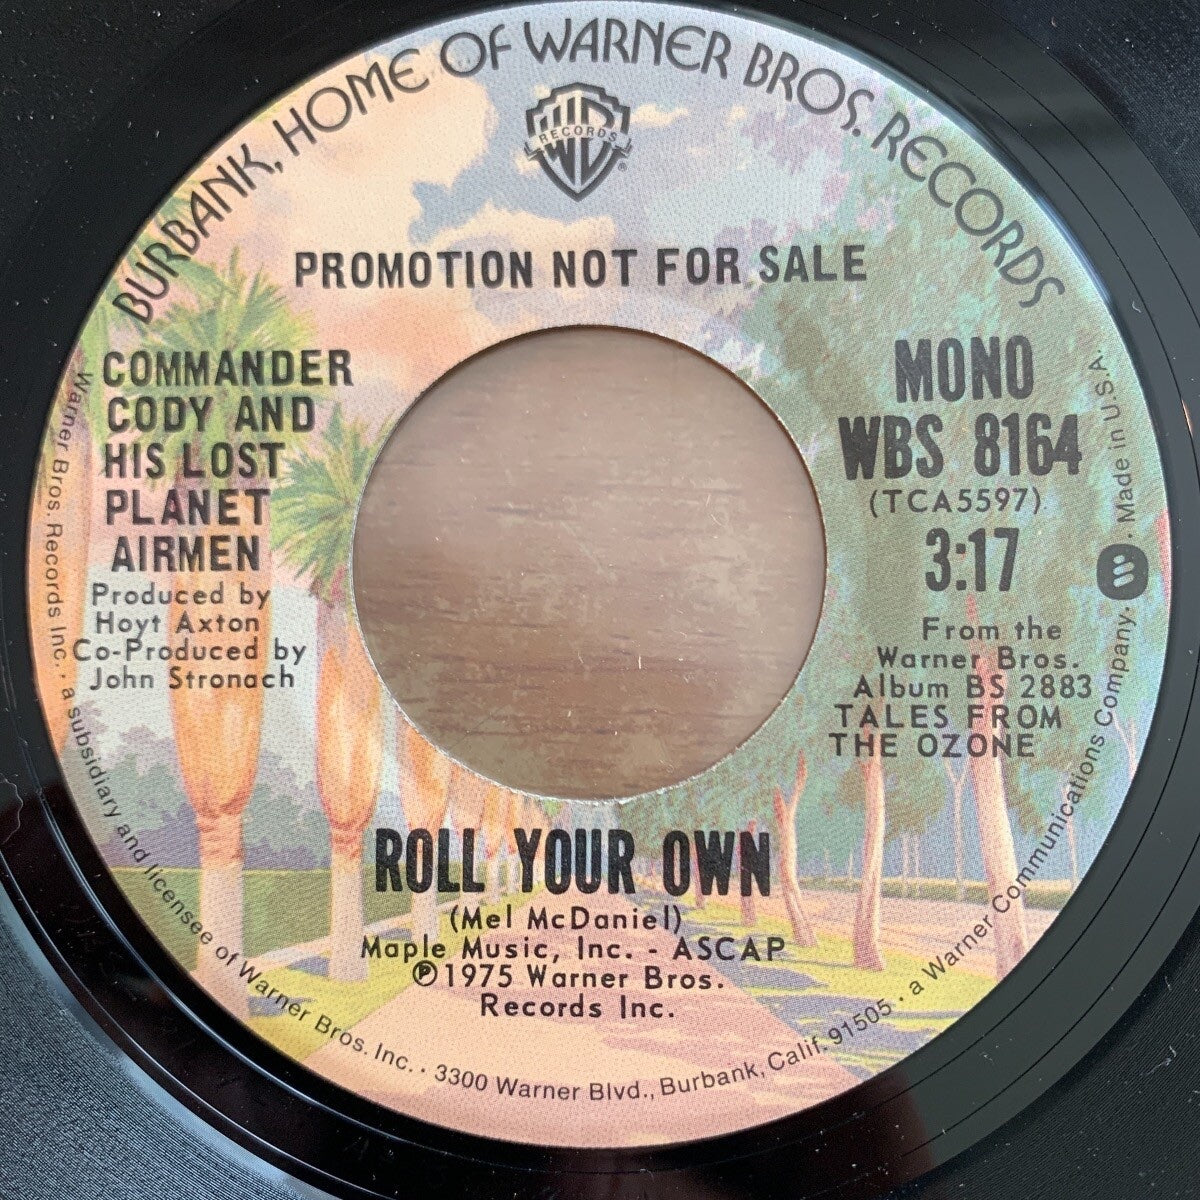 BURBANK, HOME OF WARNER BROS. RECORDS
W RECORDS B ®
PROMOTION NOT FOR SALE
COMMANDER
CODY AND
HIS LOST
PLANET
AIRMEN
Produced by
Hoyt Axton
Co-Produced by
John Stronach
MONO
WBS 8164
(TCA5597)
3:17
From the
Warner Bros.
Album BS 2883
TALES FROM
THE OZONE
ROLL YOUR OWN
(Mel McDaniel)
Maple Music, Inc. - ASCAP
℗1975 Warner Bros.
Records Inc.
Warner Bros. Records Inc. · a subsidiary and licensee of Warner Bros. Inc. · 3300 Warner Blvd., Burbank, Calif. 91505 · a Warner Communications Company. · Made in U.S.A.